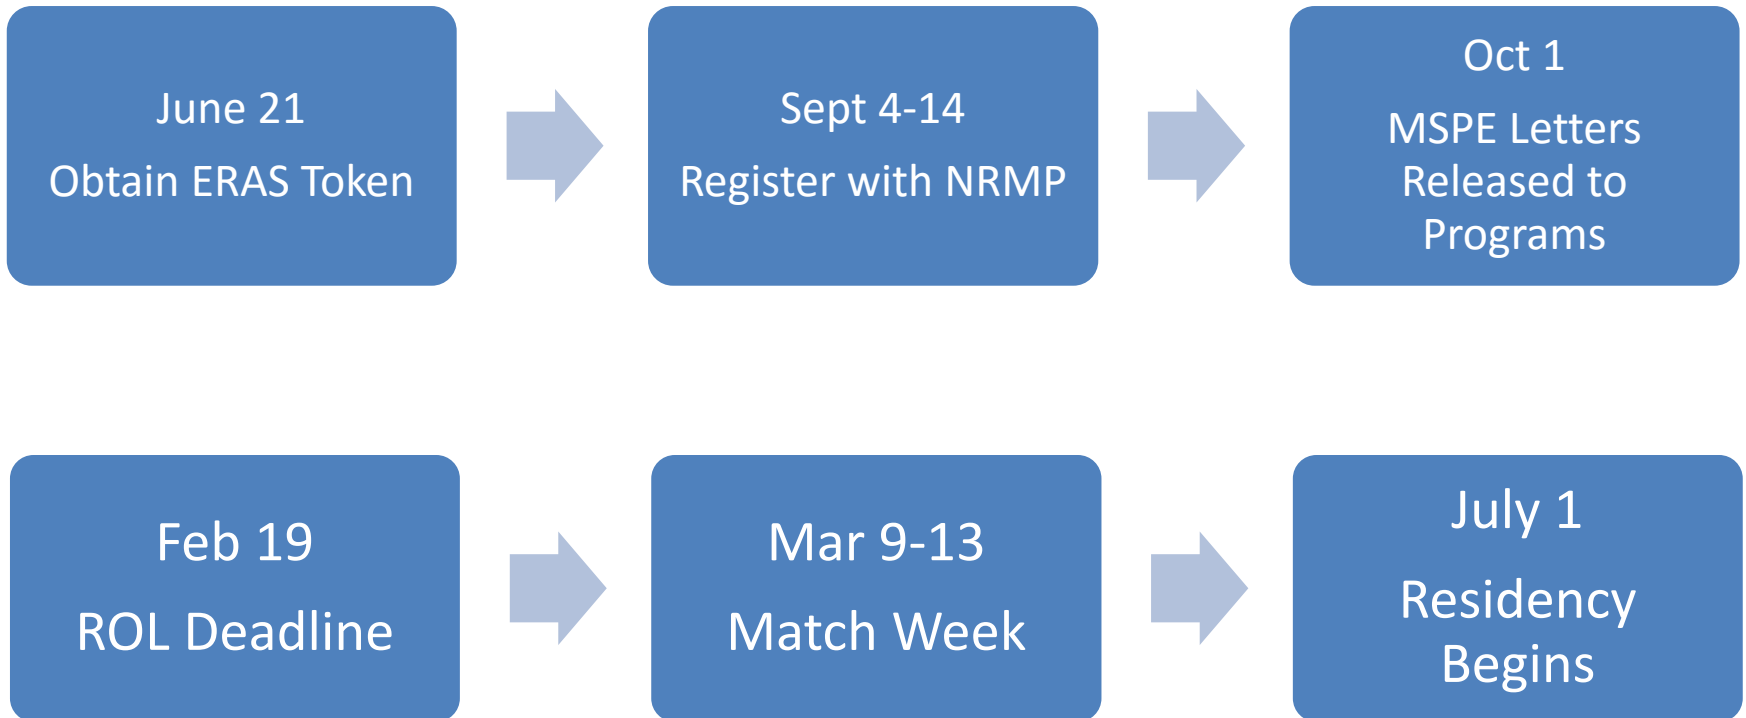 June 21
Obtain ERAS Token
Sept 4-14
Register with NRMP
Oct 1
MSPE Letters
Released to
Programs
Feb 19
ROL Deadline
Mar 9-13
Match Week
July 1
Residency
Begins